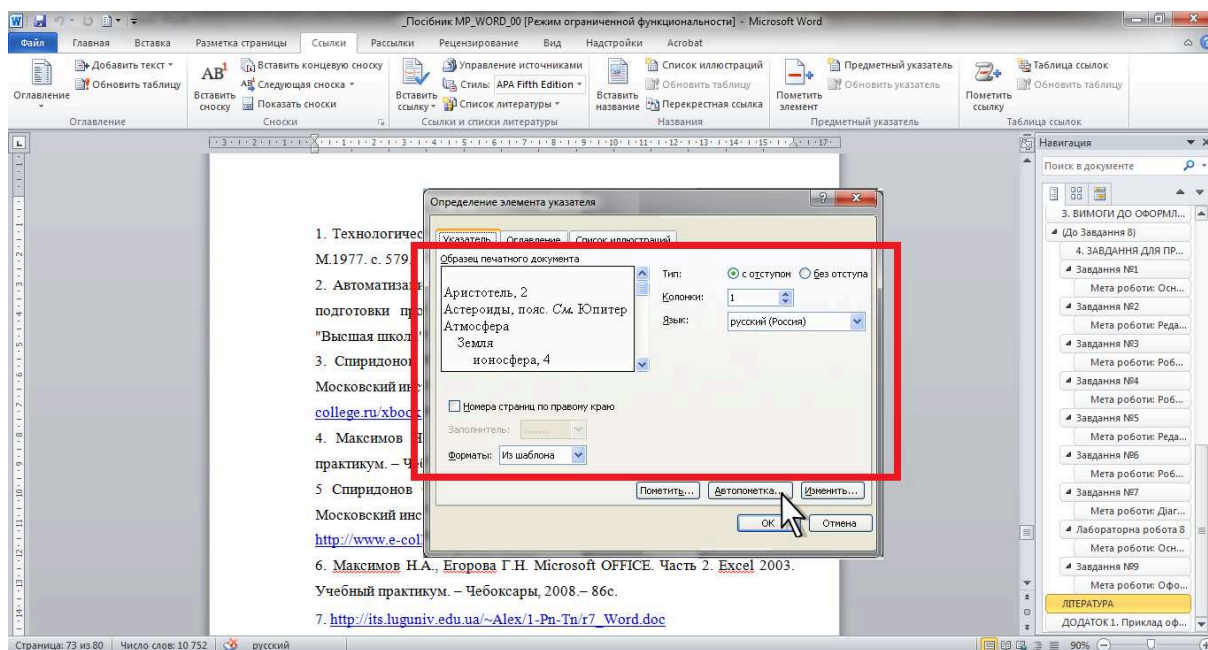 _Посібник MP_WORD_00 [Режим ограниченной функциональности] - Microsoft Word
Файл Главная Вставка Разметка страницы Ссылки Рассылки Рецензирование Вид Надстройки Acrobat
Оглавление
Добавить текст
Обновить таблицу
Оглавление
AB1
Вставить сноску
Вставить концевую сноску
Следующая сноска
Показать сноски
Сноски
Вставить ссылку
Управление источниками
Стиль: APA Fifth Edition
Список литературы
Ссылки и списки литературы
Вставить название
Список иллюстраций
Обновить таблицу
Перекрестная ссылка
Названия
Пометить элемент
Предметный указатель
Обновить указатель
Предметный указатель
Пометить ссылку
Таблица ссылок
Обновить таблицу
Таблица ссылок
1. Технологичес
М.1977. с. 579.
2. Автоматиза
подготовки пр
"Высшая школ
3. Спиридонов
Московский инс
college.ru/xbook
4. Максимов Н
практикум. – Че
5 Спиридонов
Московский инс
http://www.e-col
6. Максимов Н.А., Егорова Г.Н. Microsoft OFFICE. Часть 2. Excel 2003.
Учебный практикум. – Чебоксары, 2008.– 86с.
7. http://its.luguniv.edu.ua/~Alex/1-Pn-Tn/r7_Word.doc
Определение элемента указателя
Указатель Оглавление Список иллюстраций
Образец печатного документа
Аристотель, 2
Астероиды, пояс. См. Юпитер
Атмосфера
Земля
ионосфера, 4
Тип: с отступом без отступа
Колонки: 1
Язык: русский (Россия)
Номера страниц по правому краю
Заполнитель: .......
Форматы: Из шаблона
Пометить... Автопометка... Изменить...
ОК Отмена
Навигация
Поиск в документе
3. ВИМОГИ ДО ОФОРМЛ...
(До Завдання 8)
4. ЗАВДАННЯ ДЛЯ ПР...
Завдання №1
Мета роботи: Осн...
Завдання №2
Мета роботи: Реда...
Завдання №3
Мета роботи: Роб...
Завдання №4
Мета роботи: Роб...
Завдання №5
Мета роботи: Реда...
Завдання №6
Мета роботи: Роб...
Завдання №7
Мета роботи: Діаг...
Лабораторна робота 8
Мета роботи: Осн...
Завдання №9
Мета роботи: Офо...
ЛІТЕРАТУРА
ДОДАТОК 1. Приклад оф...
Страница: 73 из 80 Число слов: 10 752 русский 90%